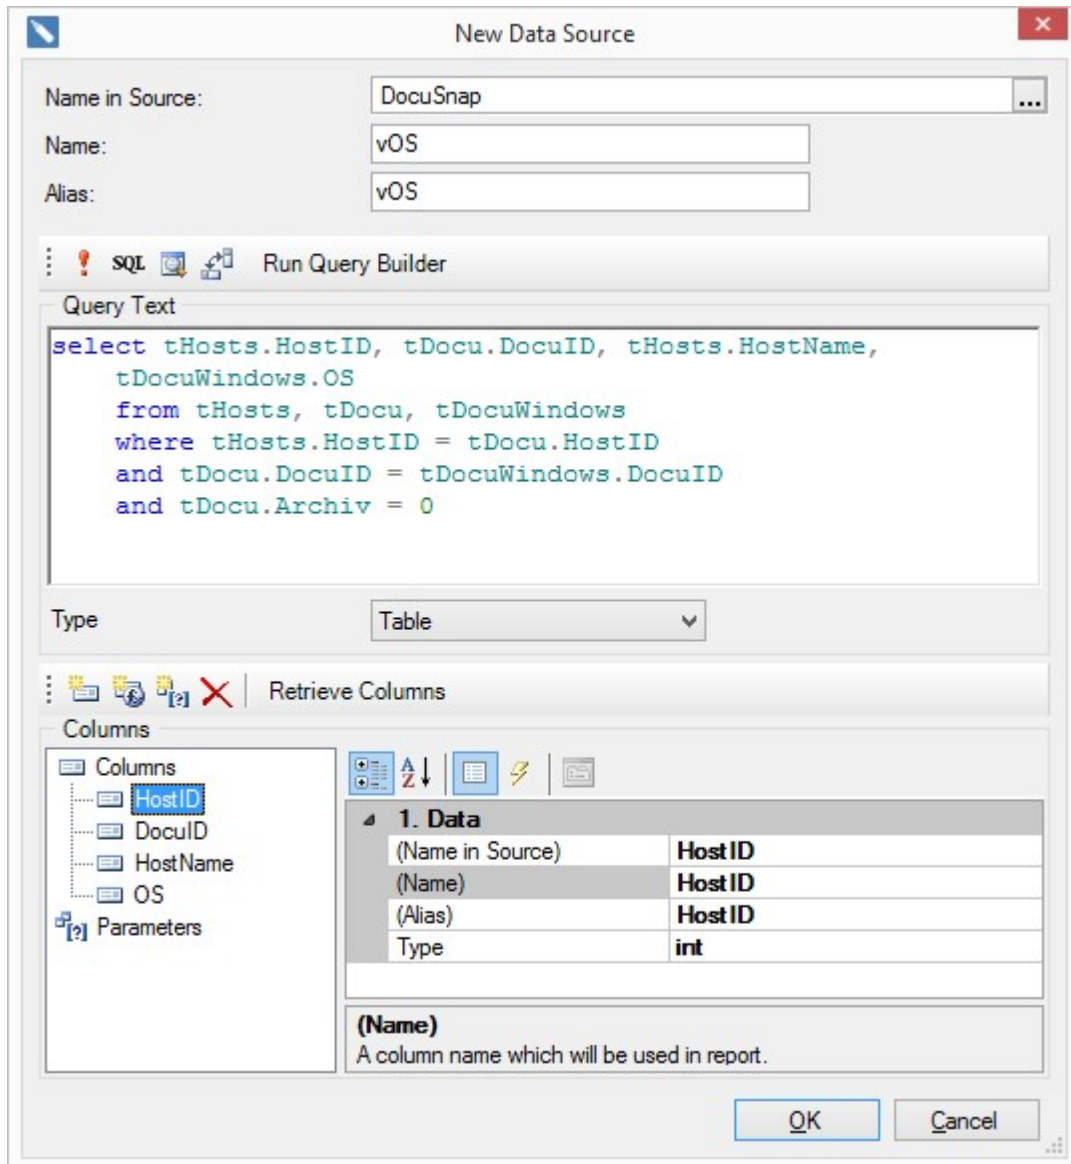 New Data Source
Name in Source: DocuSnap ...
Name: vOS
Alias: vOS
SQL Run Query Builder
Query Text
select tHosts.HostID, tDocu.DocuID, tHosts.HostName,
tDocuWindows.OS
from tHosts, tDocu, tDocuWindows
where tHosts.HostID = tDocu.HostID
and tDocu.DocuID = tDocuWindows.DocuID
and tDocu.Archiv = 0
Type Table
Retrieve Columns
Columns
Columns
HostID
DocuID
HostName
OS
Parameters
1. Data
(Name in Source) HostID
(Name) HostID
(Alias) HostID
Type int
(Name)
A column name which will be used in report.
OK Cancel